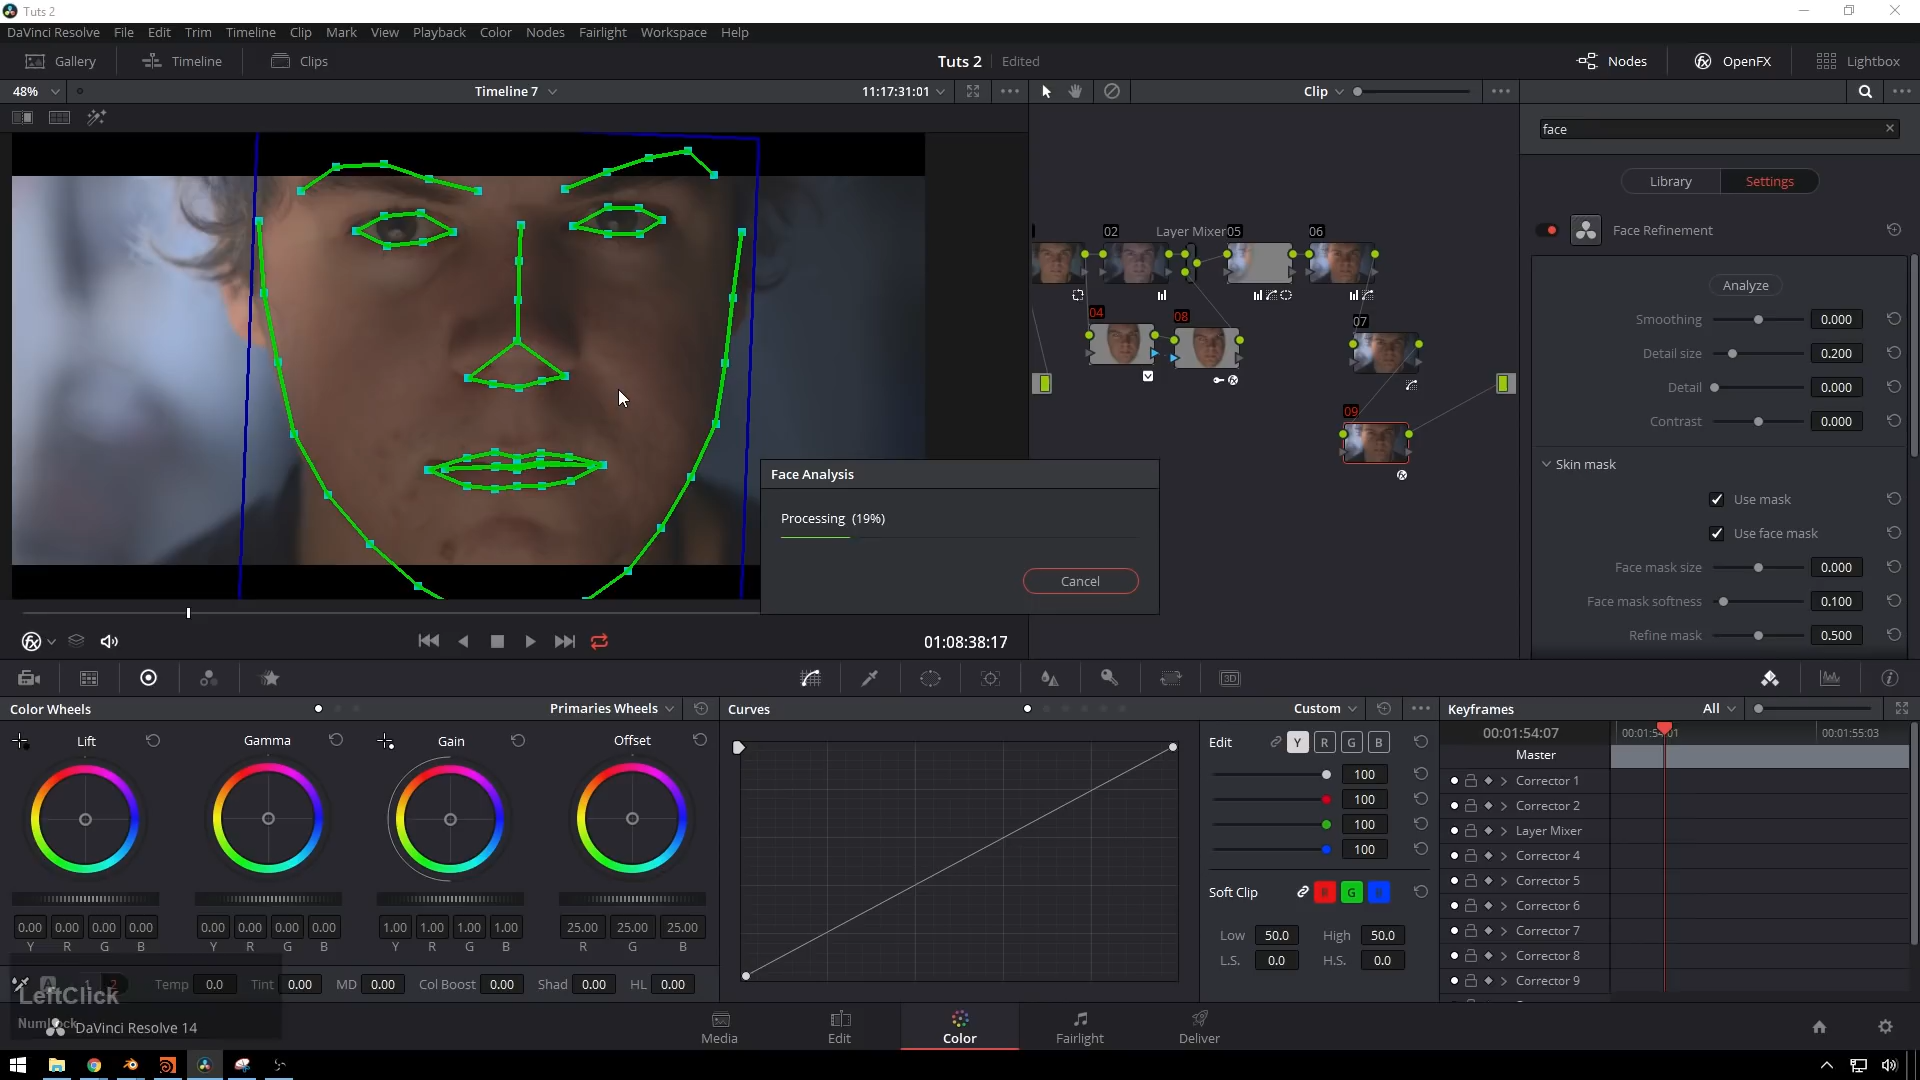 Tuts 2
DaVinci Resolve File Edit Trim Timeline Clip Mark View Playback Color Nodes Fairlight Workspace Help
Gallery Timeline Clips Tuts 2 Edited Nodes OpenFX Lightbox
48% Timeline 7 11:17:31:01 Clip
face
Library Settings
Face Refinement
Analyze
Smoothing 0.000
Detail size 0.200
Detail 0.000
Contrast 0.000
Skin mask
Use mask
Use face mask
Face mask size 0.000
Face mask softness 0.100
Refine mask 0.500
02 Layer Mixer 05 06
04 08 07
09
Face Analysis
Processing (19%)
Cancel
01:08:38:17
3D
Color Wheels Primaries Wheels
Lift Gamma Gain Offset
0.00 0.00 0.00 0.00 0.00 0.00 0.00 0.00 1.00 1.00 1.00 1.00 25.00 25.00 25.00
Y R G B Y R G B Y R G B R G B
A 1 2 Temp 0.0 Tint 0.00 MD 0.00 Col Boost 0.00 Shad 0.00 HL 0.00
Curves Custom
Edit Y R G B
100
100
100
100
Soft Clip R G B
Low 50.0 High 50.0
L.S. 0.0 H.S. 0.0
Keyframes All
00:01:54:07 00:01:54:01 00:01:55:03
Master
Corrector 1
Corrector 2
Layer Mixer
Corrector 4
Corrector 5
Corrector 6
Corrector 7
Corrector 8
Corrector 9
LeftClick
NumLock
DaVinci Resolve 14
Media Edit Color Fairlight Deliver